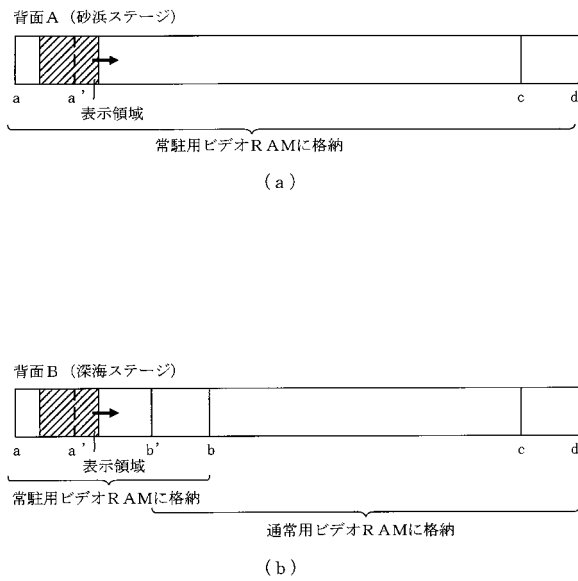 背面A(砂浜ステージ)
a a' c d
表示領域
常駐用ビデオRAMに格納
(a)
背面B(深海ステージ)
a a' b' b c d
表示領域
常駐用ビデオRAMに格納
通常用ビデオRAMに格納
(b)